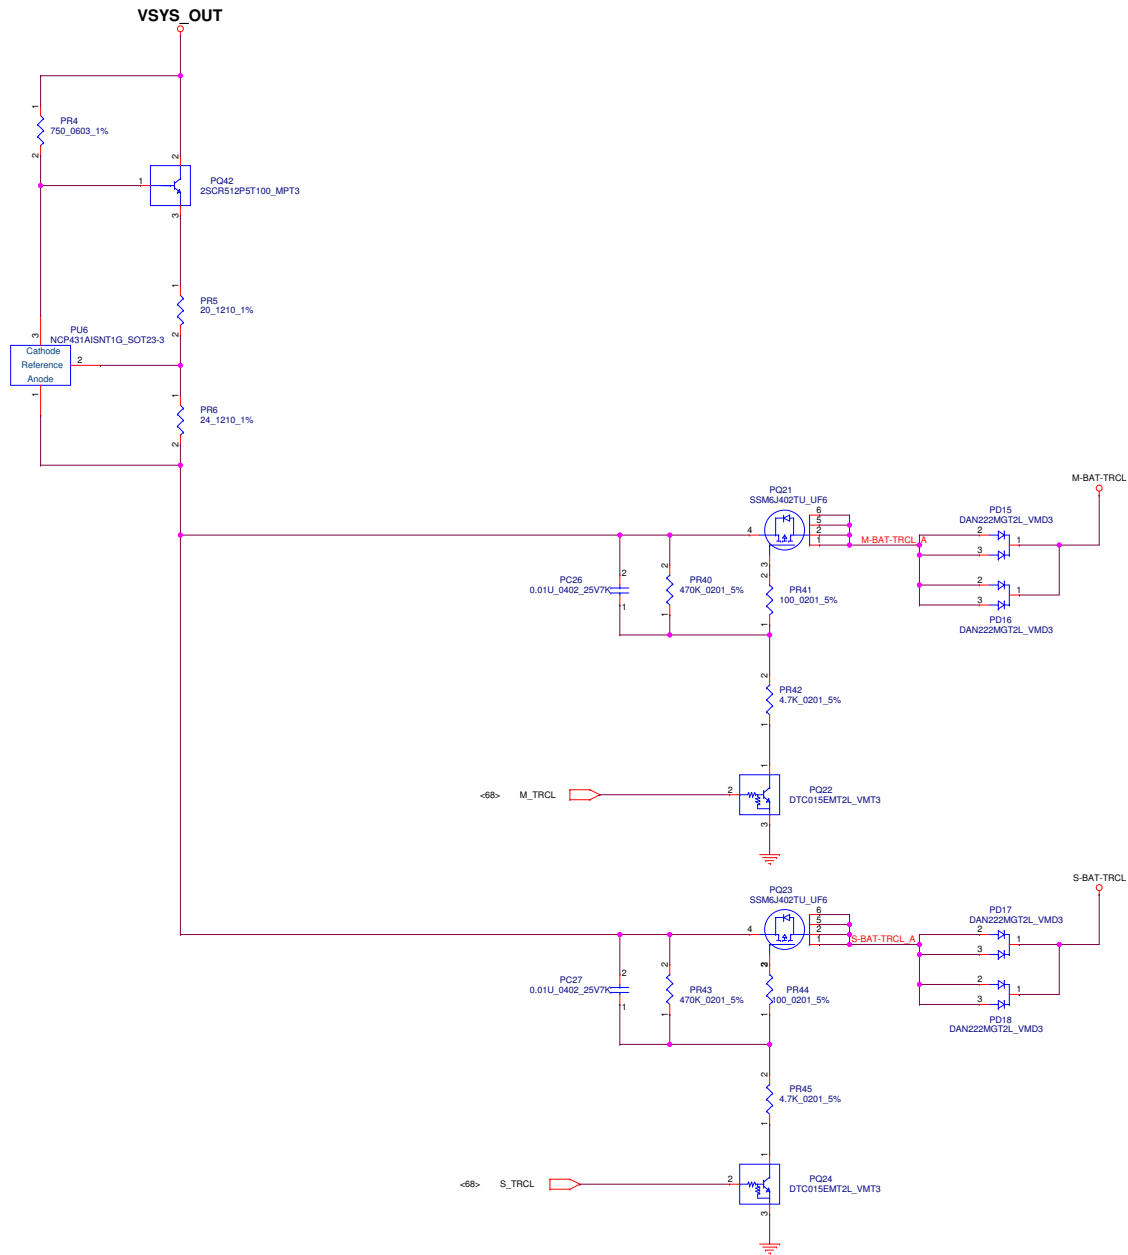 VSYS_OUT
1
PR4
750_0603_1%
2
2
1
PQ42
2SCR512P5T100_MPT3
3
1
PR5
20_1210_1%
2
PU6
NCP431AISNT1G_SOT23-3
3
Cathode
Reference
Anode
2
1
1
PR6
24_1210_1%
2
M-BAT-TRCL
PQ21
SSM6J402TU_UF6
4
6
5
2
1
3
M-BAT-TRCL_A
PD15
DAN222MGT2L_VMD3
2
3
1
2
3
1
PD16
DAN222MGT2L_VMD3
PC26
0.01U_0402_25V7K
2
1
2
PR40
470K_0201_5%
1
2
PR41
100_0201_5%
1
2
PR42
4.7K_0201_5%
1
<68>
M_TRCL
2
1
PQ22
DTC015EMT2L_VMT3
3
S-BAT-TRCL
PQ23
SSM6J402TU_UF6
4
6
5
2
1
3
S-BAT-TRCL_A
PD17
DAN222MGT2L_VMD3
2
3
1
2
3
1
PD18
DAN222MGT2L_VMD3
PC27
0.01U_0402_25V7K
2
1
2
PR43
470K_0201_5%
1
2
PR44
100_0201_5%
1
2
PR45
4.7K_0201_5%
1
<68>
S_TRCL
2
1
PQ24
DTC015EMT2L_VMT3
3